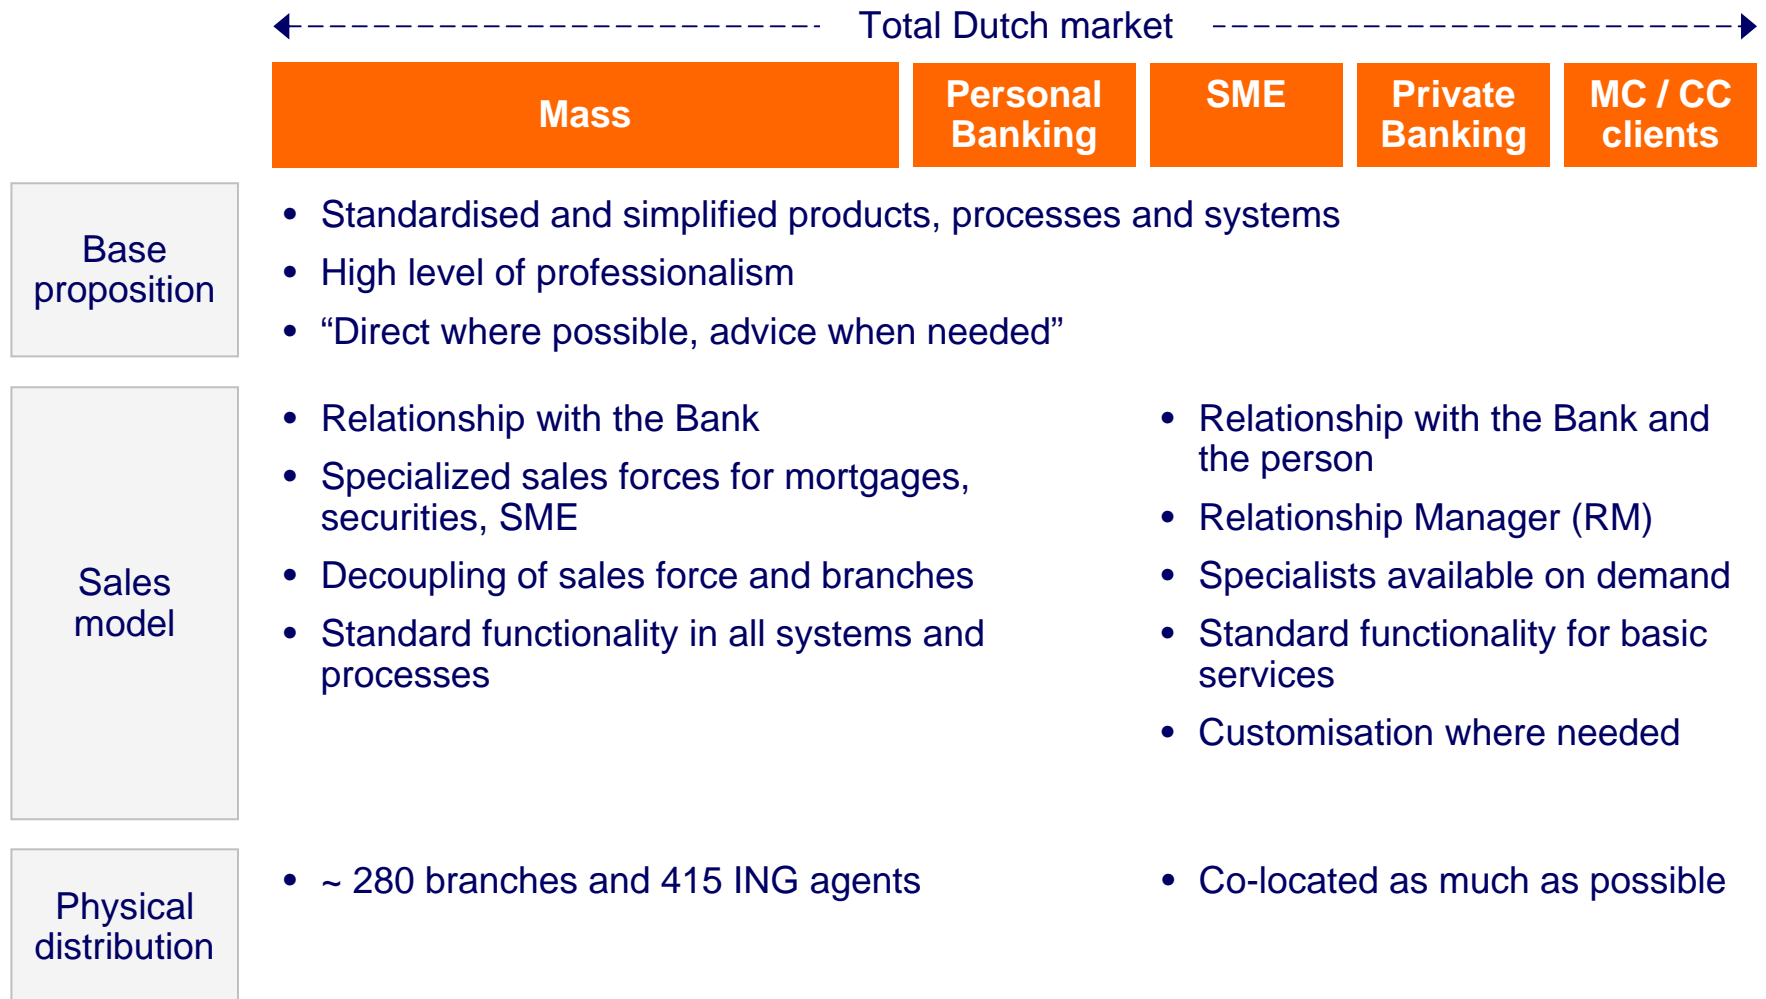 Total Dutch market
Mass
Personal
Banking
SME
Private
Banking
MC / CC
clients
Base
proposition
• Standardised and simplified products, processes and systems
• High level of professionalism
• “Direct where possible, advice when needed”
Sales
model
• Relationship with the Bank
• Specialized sales forces for mortgages,
securities, SME
• Decoupling of sales force and branches
• Standard functionality in all systems and
processes
• Relationship with the Bank and
the person
• Relationship Manager (RM)
• Specialists available on demand
• Standard functionality for basic
services
• Customisation where needed
Physical
distribution
• ~ 280 branches and 415 ING agents
• Co-located as much as possible